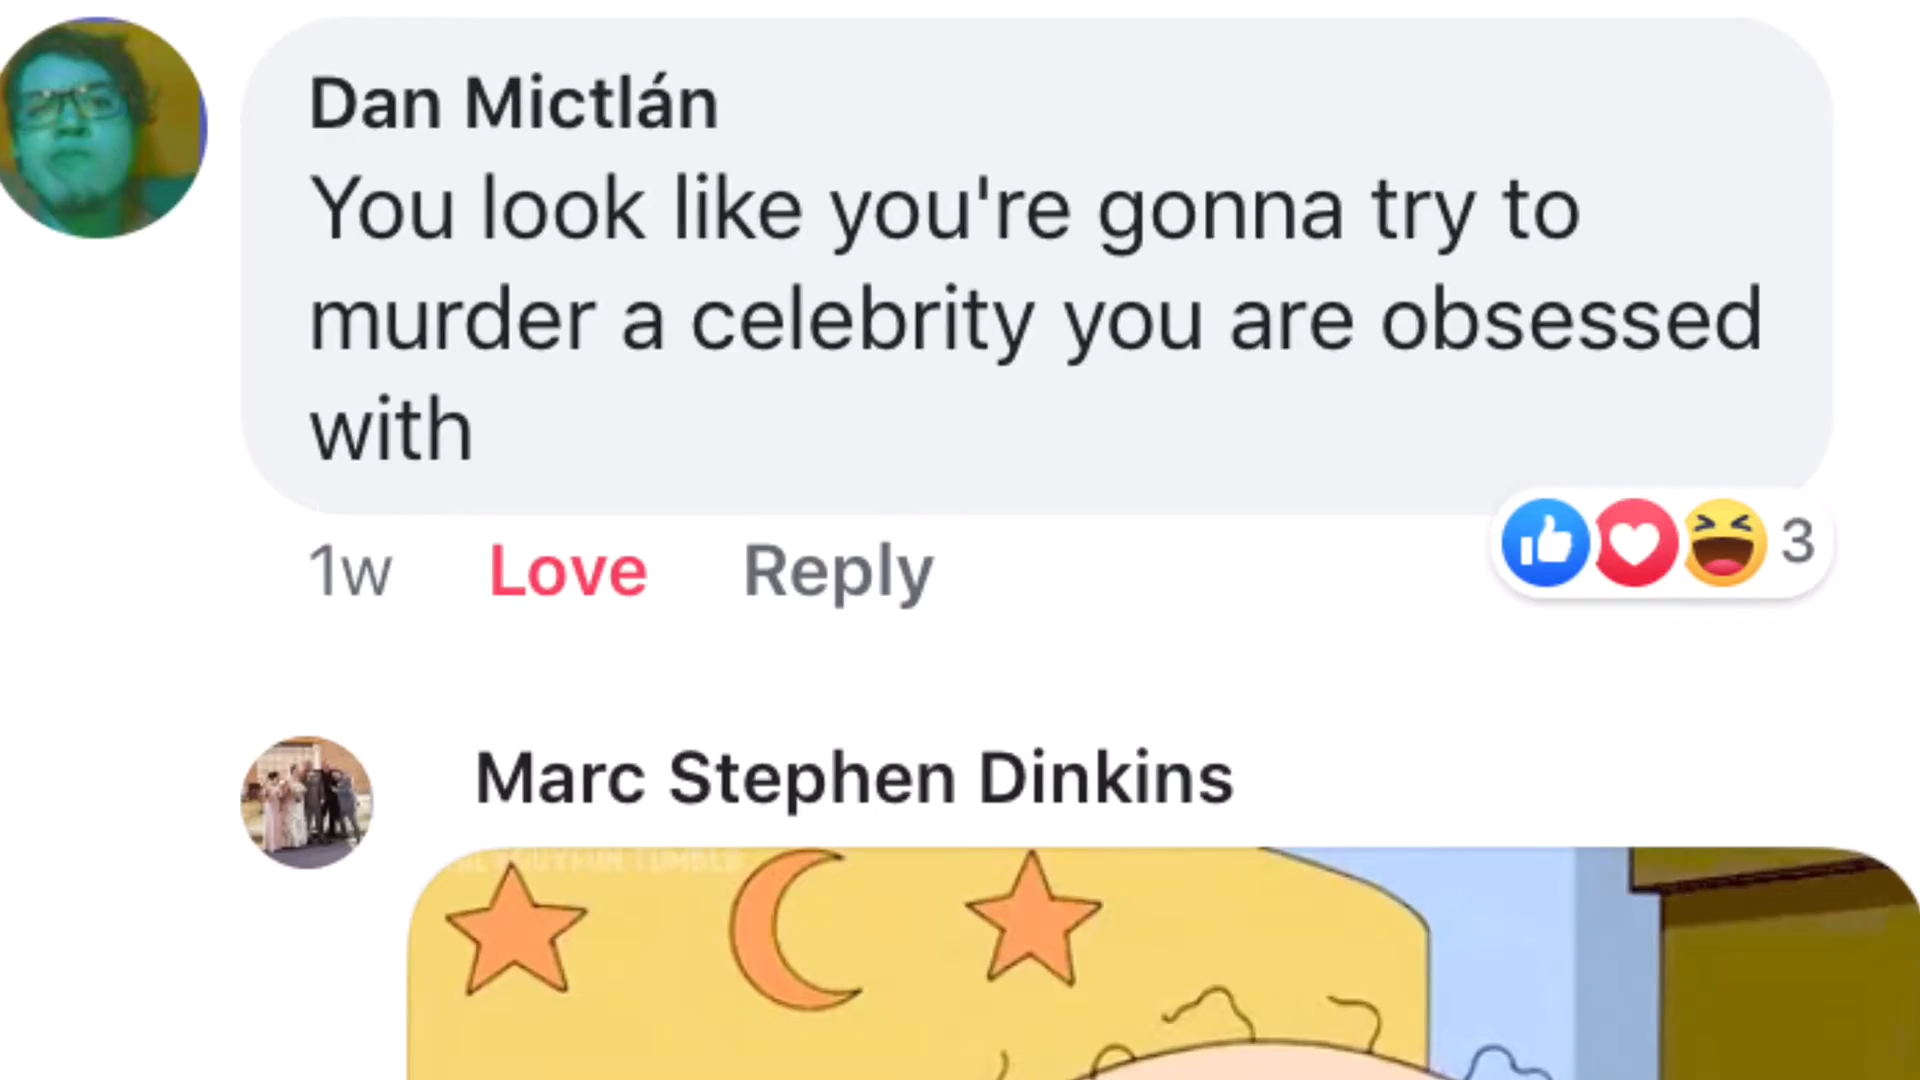 Dan Mictlán
You look like you're gonna try to
murder a celebrity you are obsessed
with
1w Love Reply 3
Marc Stephen Dinkins